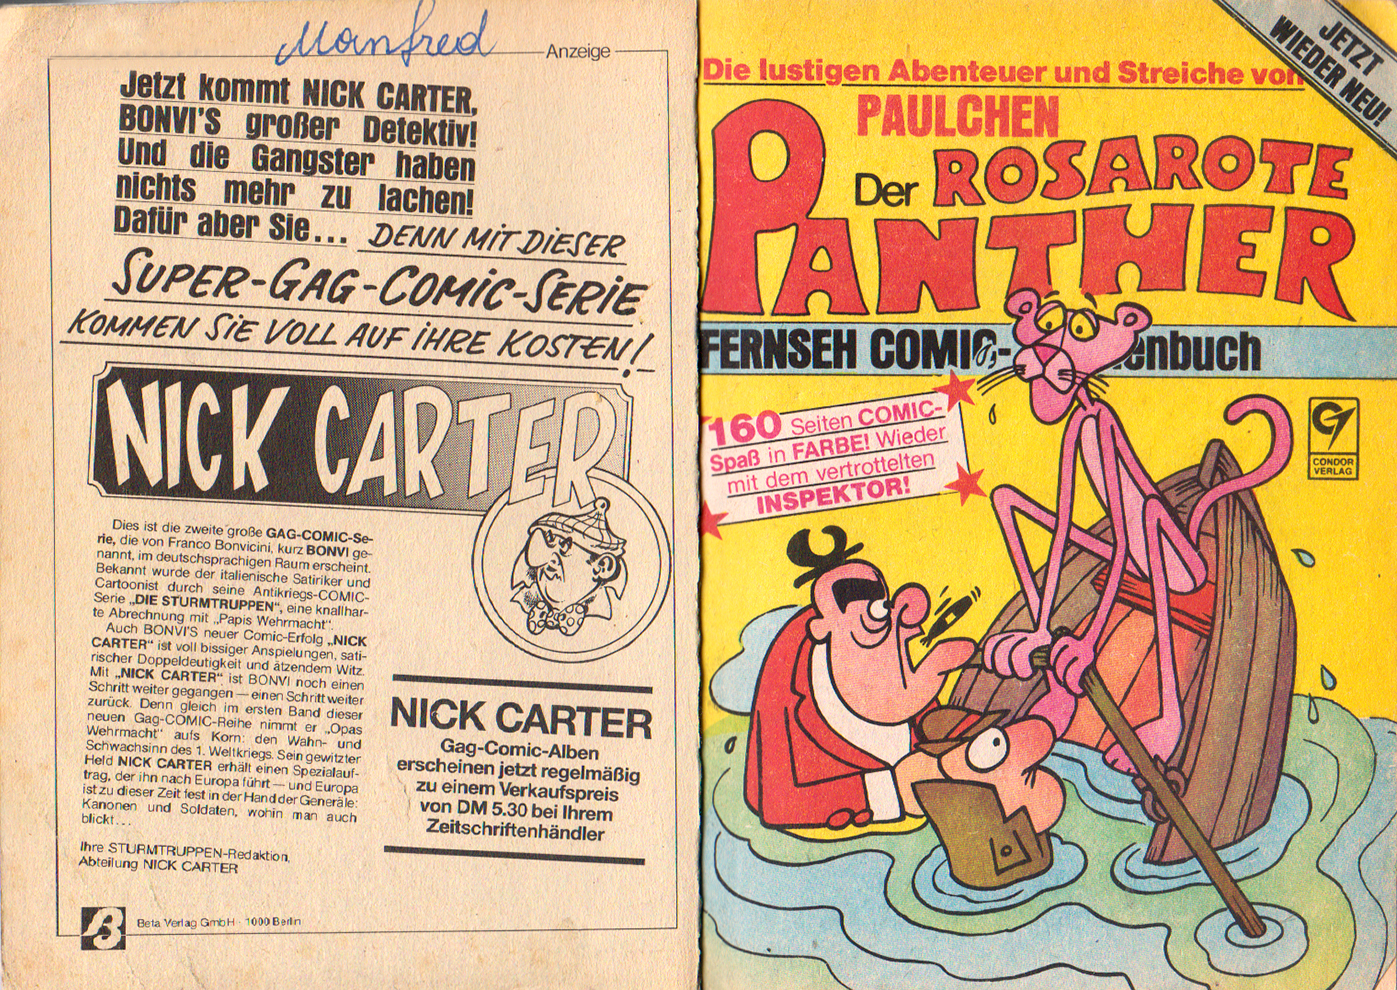 Manfred
Anzeige
Jetzt kommt NICK CARTER,
BONVI'S großer Detektiv!
Und die Gangster haben
nichts mehr zu lachen!
Dafür aber Sie... DENN MIT DIESER
SUPER-GAG-COMIC-SERIE
KOMMEN SIE VOLL AUF IHRE KOSTEN!
NICK CARTER
Dies ist die zweite große GAG-COMIC-Se-
rie, die von Franco Bonvicini, kurz BONVI ge-
nannt, im deutschsprachigen Raum erscheint.
Bekannt wurde der italienische Satiriker und
Cartoonist durch seine Antikriegs-COMIC-
Serie „DIE STURMTRUPPEN", eine knallhar-
te Abrechnung mit „Papis Wehrmacht".
Auch BONVI'S neuer Comic-Erfolg „NICK
CARTER" ist voll bissiger Anspielungen, sati-
rischer Doppeldeutigkeit und ätzendem Witz.
Mit „NICK CARTER" ist BONVI noch einen
Schritt weiter gegangen — einen Schritt weiter
zurück. Denn gleich im ersten Band dieser
neuen Gag-COMIC-Reihe nimmt er „Opas
Wehrmacht" aufs Korn: den Wahn- und
Schwachsinn des 1. Weltkriegs. Sein gewitzter
Held NICK CARTER erhält einen Spezialauf-
trag, der ihn nach Europa führt — und Europa
ist zu dieser Zeit fest in der Hand der Generäle:
Kanonen und Soldaten, wohin man auch
blickt...
Ihre STURMTRUPPEN-Redaktion,
Abteilung NICK CARTER
NICK CARTER
Gag-Comic-Alben
erscheinen jetzt regelmäßig
zu einem Verkaufspreis
von DM 5.30 bei Ihrem
Zeitschriftenhändler
B
Beta Verlag GmbH · 1000 Berlin
JETZT
WIEDER NEU!
Die lustigen Abenteuer und Streiche von
PAULCHEN
Der ROSAROTE
PANTHER
FERNSEH COMIC- enbuch
160 Seiten COMIC-
Spaß in FARBE! Wieder
mit dem vertrottelten
INSPEKTOR!
CONDOR
VERLAG